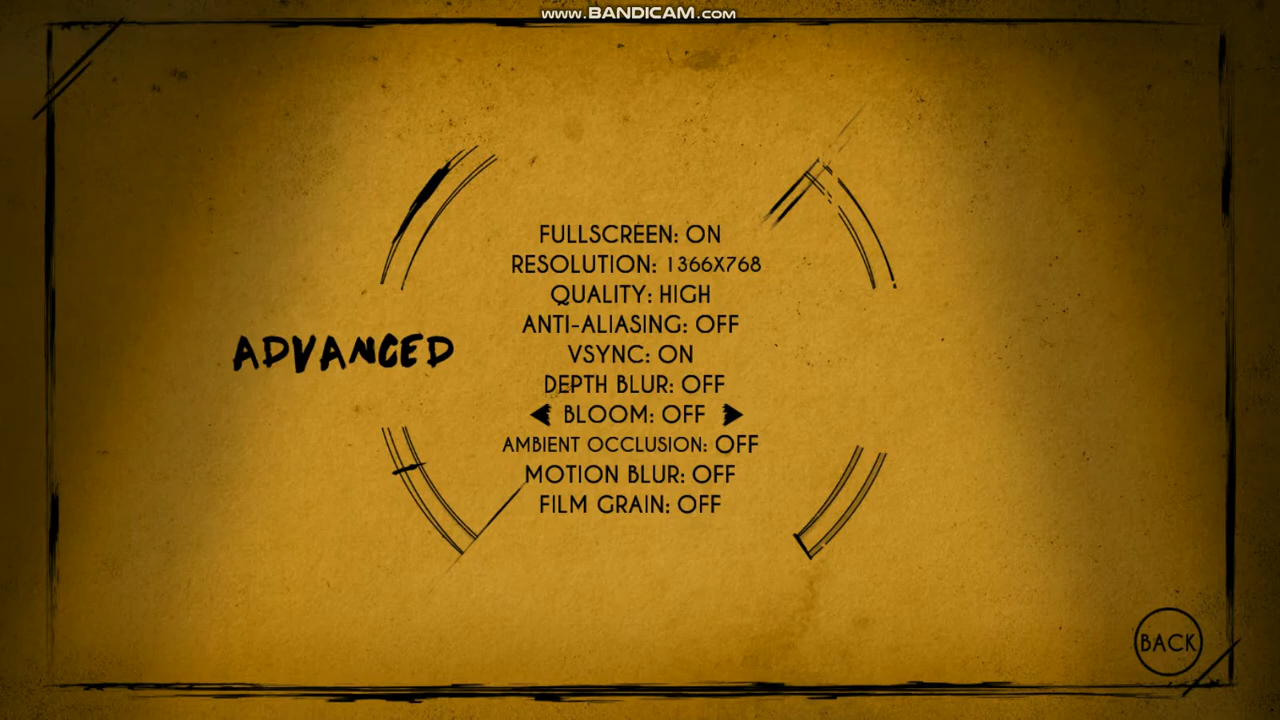 www.BANDICAM.com
FULLSCREEN: ON
RESOLUTION: 1366X768
QUALITY: HIGH
ANTI-ALIASING: OFF
ADVANCED
VSYNC: ON
DEPTH BLUR: OFF
BLOOM: OFF
AMBIENT OCCLUSION: OFF
MOTION BLUR: OFF
FILM GRAIN: OFF
BACK